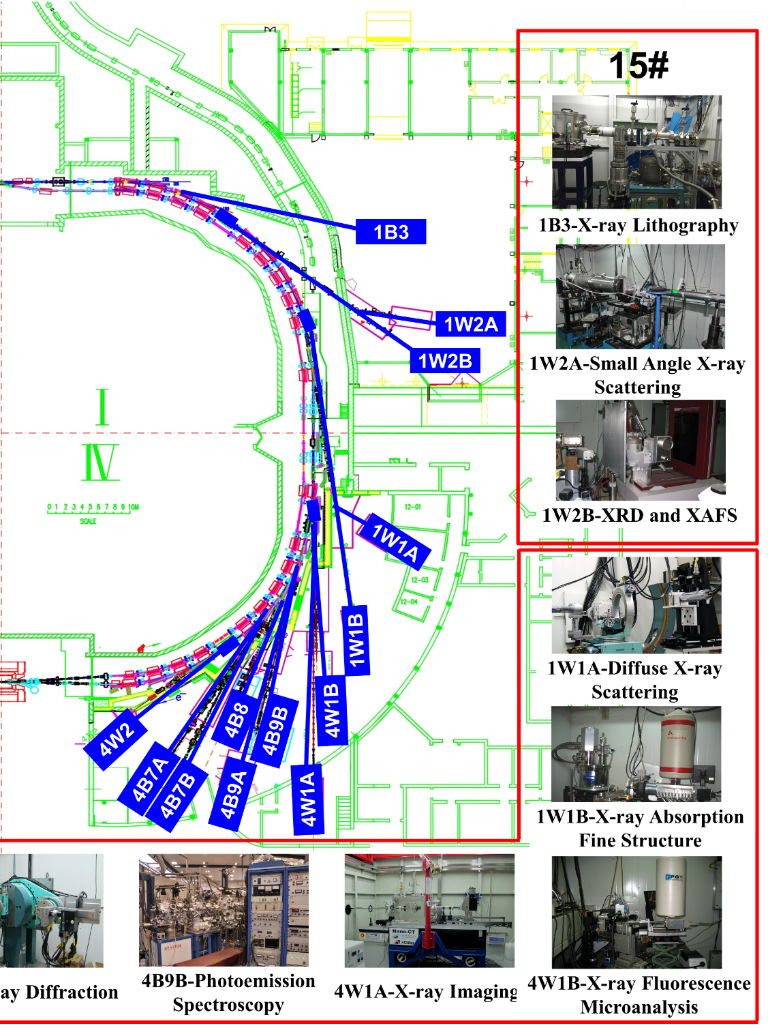 15#
1B3
1B3-X-ray Lithography
1W2A
1W2B
1W2A-Small Angle X-ray
Scattering
I
IV
0 1 2 3 4 5 6 7 8 9 10M
SCALE
12-01
1W2B-XRD and XAFS
1W1A
12-03
12-04
1W1B
1W1A-Diffuse X-ray
Scattering
e
4W2
4B7A
4B7B
4B8
4B9A
4B9B
4W1B
4W1A
1W1B-X-ray Absorption
Fine Structure
Nano-CT
ay Diffraction
4B9B-Photoemission
Spectroscopy
4W1A-X-ray Imaging
4W1B-X-ray Fluorescence
Microanalysis